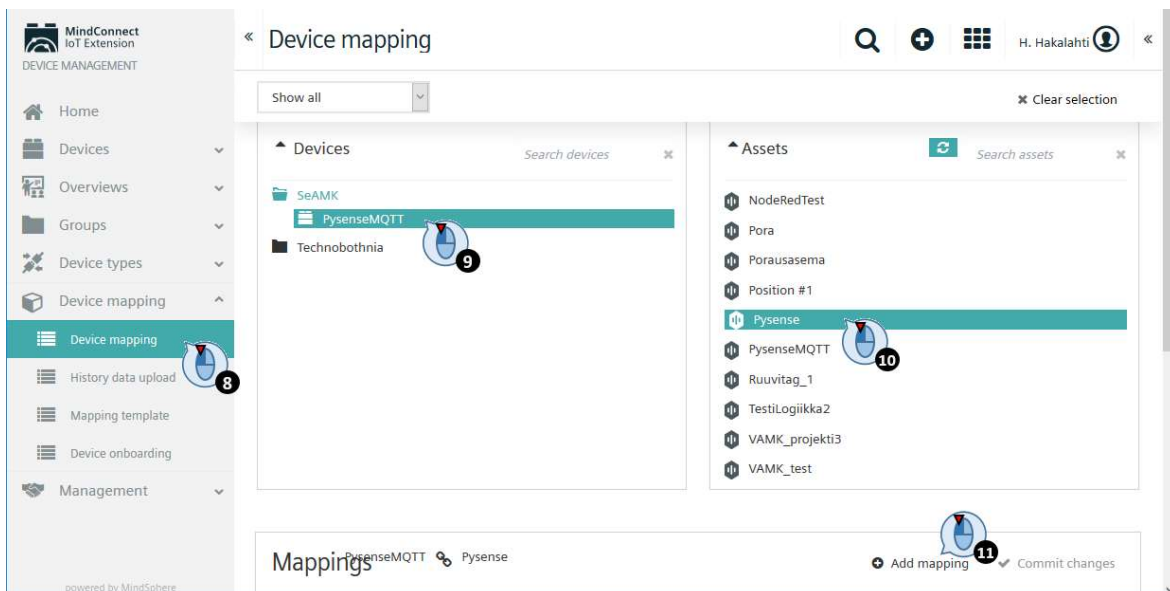 MindConnect
IoT Extension
DEVICE MANAGEMENT
Home
Devices
Overviews
Groups
Device types
Device mapping
Device mapping
8
History data upload
Mapping template
Device onboarding
Management
powered by MindSphere
« Device mapping
H. Hakalahti
«
Show all
Clear selection
Devices
Search devices
SeAMK
PysenseMQTT
9
Technobothnia
Assets
Search assets
NodeRedTest
Pora
Porausasema
Position #1
Pysense
10
PysenseMQTT
Ruuvitag_1
TestiLogiikka2
VAMK_projekti3
VAMK_test
Mappings
PysenseMQTT Pysense
11
Add mapping
Commit changes